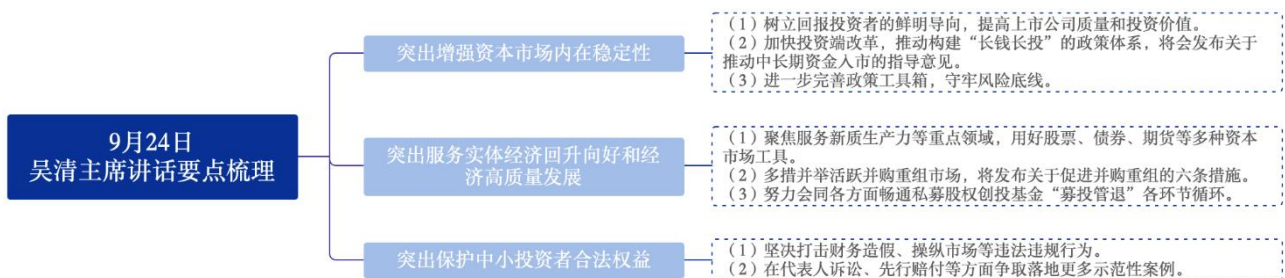 9月24日
吴清主席讲话要点梳理
突出增强资本市场内在稳定性
（1）树立回报投资者的鲜明导向，提高上市公司质量和投资价值。
（2）加快投资端改革，推动构建“长钱长投”的政策体系，将会发布关于
推动中长期资金入市的指导意见。
（3）进一步完善政策工具箱，守牢风险底线。
突出服务实体经济回升向好和经
济高质量发展
（1）聚焦服务新质生产力等重点领域，用好股票、债券、期货等多种资本
市场工具。
（2）多措并举活跃并购重组市场，将发布关于促进并购重组的六条措施。
（3）努力会同各方面畅通私募股权创投基金“募投管退”各环节循环。
突出保护中小投资者合法权益
（1）坚决打击财务造假、操纵市场等违法违规行为。
（2）在代表人诉讼、先行赔付等方面争取落地更多示范性案例。